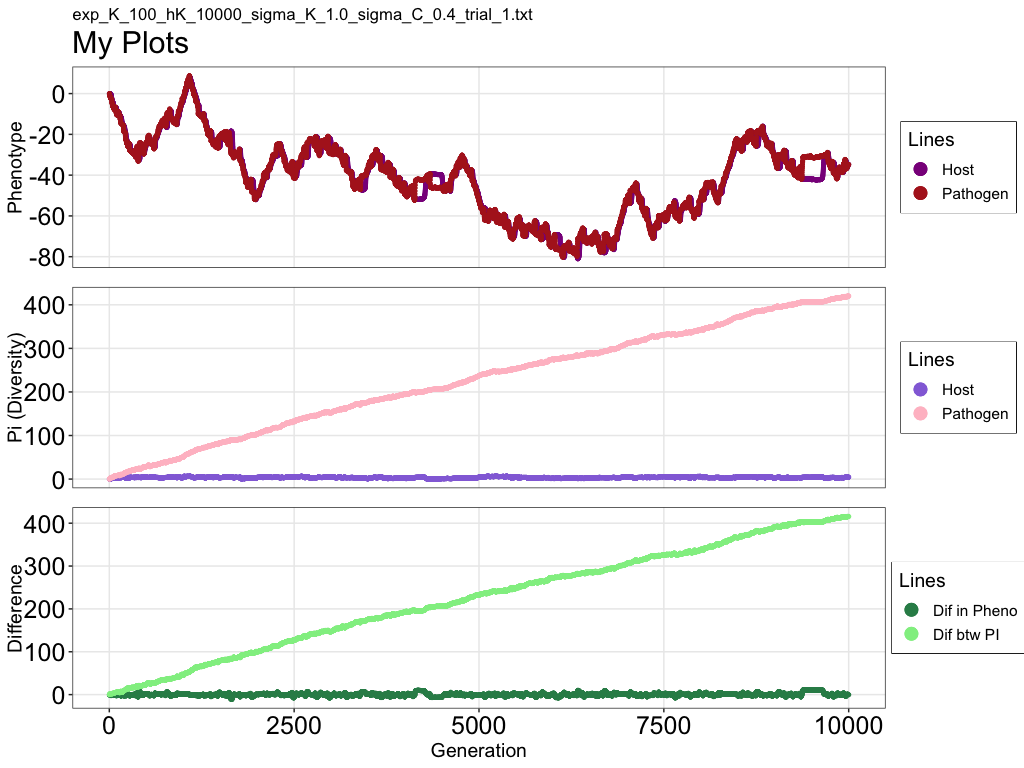 exp_K_100_hK_10000_sigma_K_1.0_sigma_C_0.4_trial_1.txt
My Plots
Phenotype
0
-20
-40
-60
-80
Lines
Host
Pathogen
Pi (Diversity)
400
300
200
100
0
Lines
Host
Pathogen
Difference
400
300
200
100
0
Lines
Dif in Pheno
Dif btw PI
0 2500 5000 7500 10000
Generation